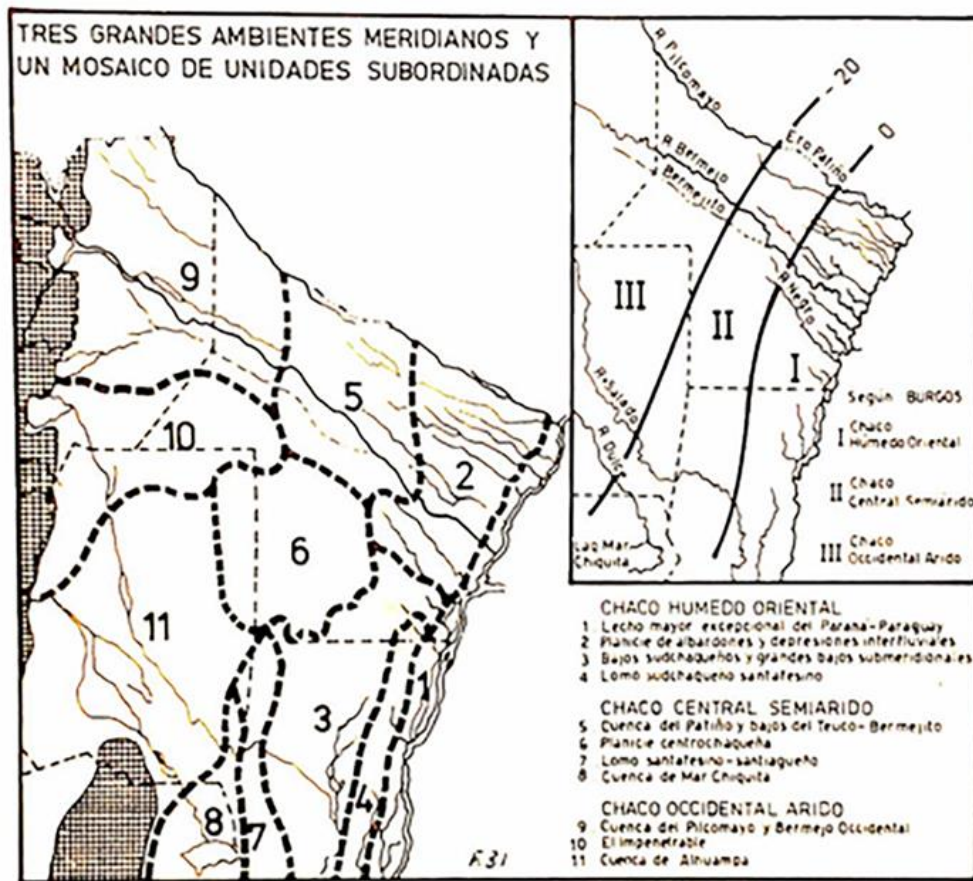 TRES GRANDES AMBIENTES MERIDIANOS Y
UN MOSAICO DE UNIDADES SUBORDINADAS
9
10
5
2
6
11
3
1
4
8
7
F.31
R Pilcomayo
-20
0
Ero Patiño
R Bermejo
Bermejito
R Negro
III
II
I
R. Salado
R Dulce
Lag Mar
Chiquita
Según BURGOS
I Chaco
Húmedo Oriental
II Chaco
Central Semiárido
III Chaco
Occidental Arido
CHACO HUMEDO ORIENTAL
1 Lecho mayor excepcional del Paraná-Paraguay
2 Planicie de albardones y depresiones interfluviales
3 Bajos sudchaqueños y grandes bajos submeridionales
4 Lomo sudchaqueño santafesino
CHACO CENTRAL SEMIARIDO
5 Cuenca del Patiño y bajos del Teuco-Bermejito
6 Planicie centrochaqueña
7 Lomo santafesino-santiagueño
8 Cuenca de Mar Chiquita
CHACO OCCIDENTAL ARIDO
9 Cuenca del Pilcomayo y Bermejo Occidental
10 El Impenetrable
11 Cuenca de Alhuampa